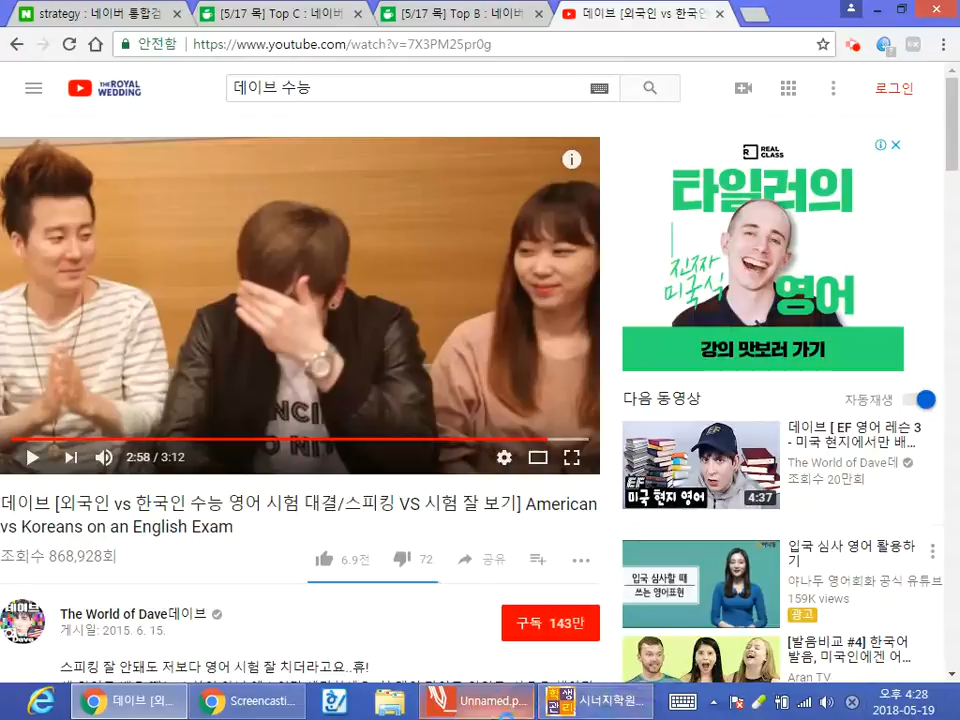 strategy : 네이버 통합검
[5/17 목] Top C : 네이버
[5/17 목] Top B : 네이버
데이브 [외국인 vs 한국인
안전함 https://www.youtube.com/watch?v=7X3PM25pr0g
THE ROYAL WEDDING
데이브 수능
로그인
REAL CLASS
타일러의
진짜
미국식
영어
강의 맛보러 가기
2:58 / 3:12
데이브 [외국인 vs 한국인 수능 영어 시험 대결/스피킹 VS 시험 잘 보기] American
vs Koreans on an English Exam
조회수 868,928회
6.9천
72
공유
The World of Dave데이브
게시일: 2015. 6. 15.
구독 143만
스피킹 잘 안돼도 저보다 영어 시험 잘 치더라고요..휴!
다음 동영상
자동재생
데이브 [ EF 영어 레슨 3
- 미국 현지에서만 배...
The World of Dave데
조회수 20만회
EF
미국 현지 영어
4:37
입국 심사 영어 활용하
기
야나두 영어회화 공식 유튜브
159K views
광고
입국 심사할 때
쓰는 영어표현
[발음비교 #4] 한국어
발음, 미국인에겐 어...
Aran TV
데이브 [외...
Screencasti...
Unnamed.p...
학생관리
시너지학원...
오후 4:28
2018-05-19